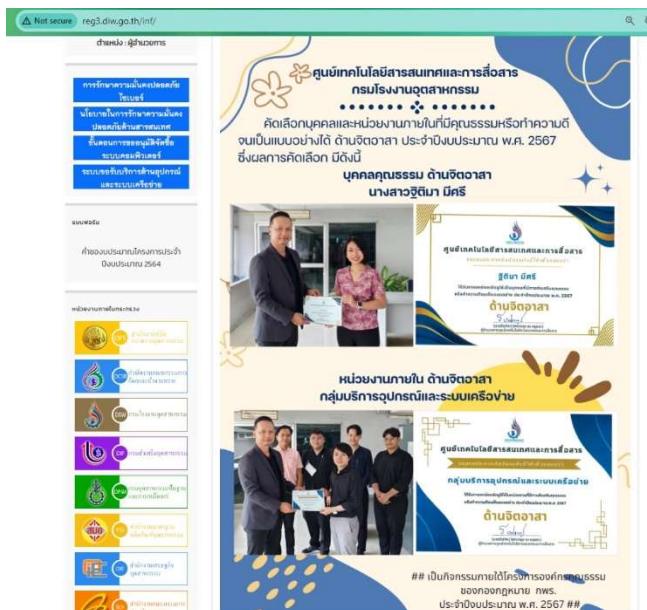 Not secure reg3.diw.go.th/inf/
ตำแหน่ง : ผู้อำนวยการ
การรักษาความมั่นคงปลอดภัย
ไซเบอร์
นโยบายในการรักษาความมั่นคง
ปลอดภัยด้านสารสนเทศ
ขั้นตอนการขออนุมัติจัดซื้อ
ระบบคอมพิวเตอร์
ระบบขอรับบริการด้านอุปกรณ์
และระบบเครือข่าย
แบบฟอร์ม
คำของบประมาณโครงการประจำ
ปีงบประมาณ 2564
หน่วยงานภายในกระทรวง
ศูนย์เทคโนโลยีสารสนเทศและการสื่อสาร
กรมโรงงานอุตสาหกรรม
คัดเลือกบุคคลและหน่วยงานภายในที่มีคุณธรรมหรือทำความดี
จนเป็นแบบอย่างได้ ด้านจิตอาสา ประจำปีงบประมาณ พ.ศ. 2567
ซึ่งผลการคัดเลือก มีดังนี้
บุคคลคุณธรรม ด้านจิตอาสา
นางสาวฐิติมา มีศรี
ศูนย์เทคโนโลยีสารสนเทศและการสื่อสาร
ฐิติมา มีศรี
ด้านจิตอาสา
หน่วยงานภายใน ด้านจิตอาสา
กลุ่มบริการอุปกรณ์และระบบเครือข่าย
ศูนย์เทคโนโลยีสารสนเทศและการสื่อสาร
กลุ่มบริการอุปกรณ์และระบบเครือข่าย
ด้านจิตอาสา
## เป็นกิจกรรมภายใต้โครงการองค์กรคุณธรรม
ของกองกฎหมาย กพร.
ประจำปีงบประมาณ พ.ศ. 2567 ##